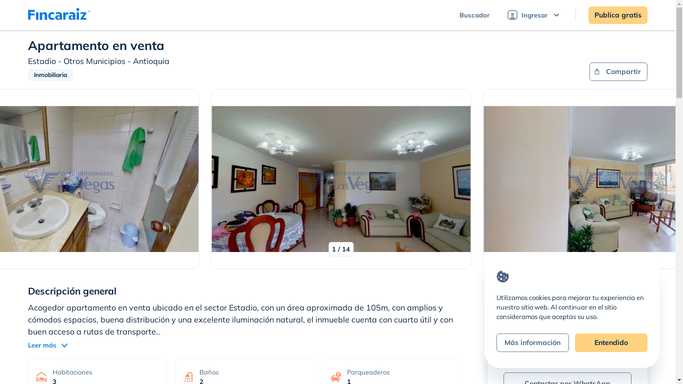 Fincaraiz
Buscador
Ingresar
Publica gratis
Apartamento en venta
Estadio - Otros Municipios - Antioquia
Inmobiliaria
Compartir
Vegas
Las Vegas
1 / 14
Descripción general
Acogedor apartamento en venta ubicado en el sector Estadio, con un área aproximada de 105m, con amplios y
cómodos espacios, buena distribución y una excelente iluminación natural, el inmueble cuenta con cuarto útil y con
buen acceso a rutas de transporte..
Leer más
Habitaciones
3
Baños
2
Parqueaderos
1
Utilizamos cookies para mejorar tu experiencia en
nuestro sitio web. Al continuar en el sitio
consideramos que aceptas su uso.
Más información
Entendido
Contactar por WhatsApp